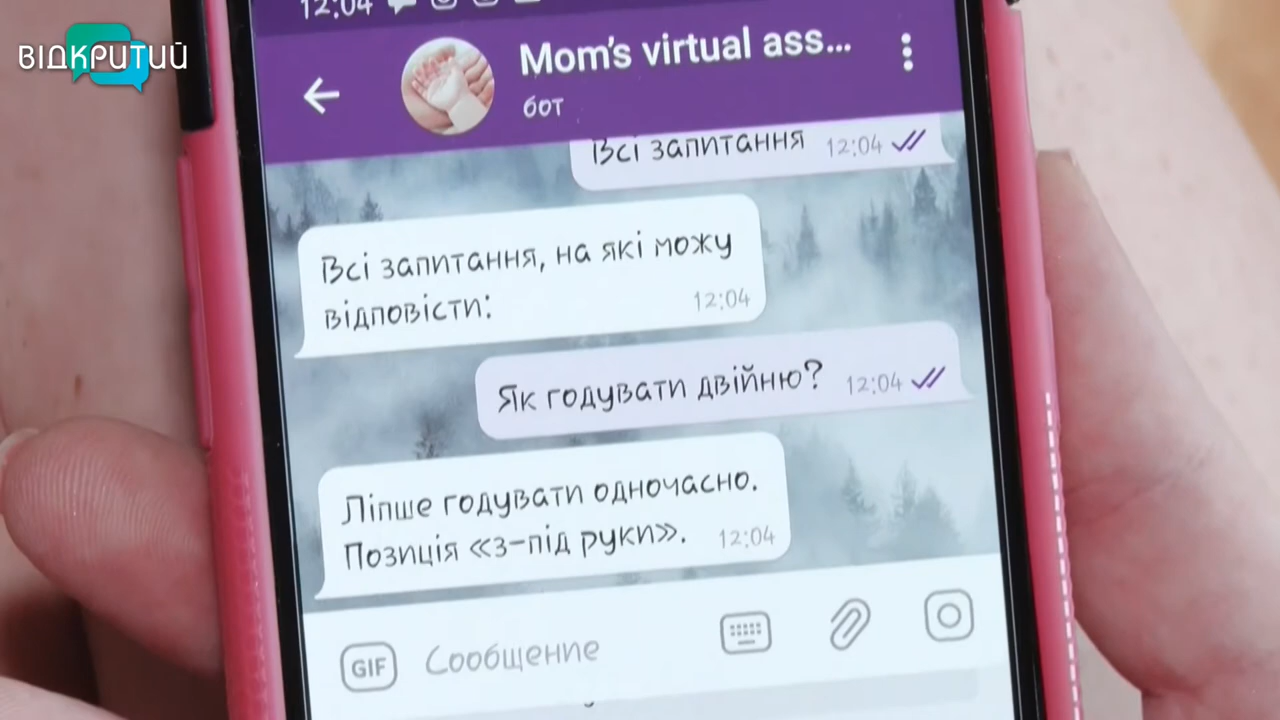 ВІДКРИТИЙ
12:04
Mom's virtual ass...
бот
Всі запитання 12:04
Всі запитання, на які можу
відповісти: 12:04
Як годувати двійню? 12:04
Ліпше годувати одночасно.
Позиція «з-під руки». 12:04
GIF Сообщение